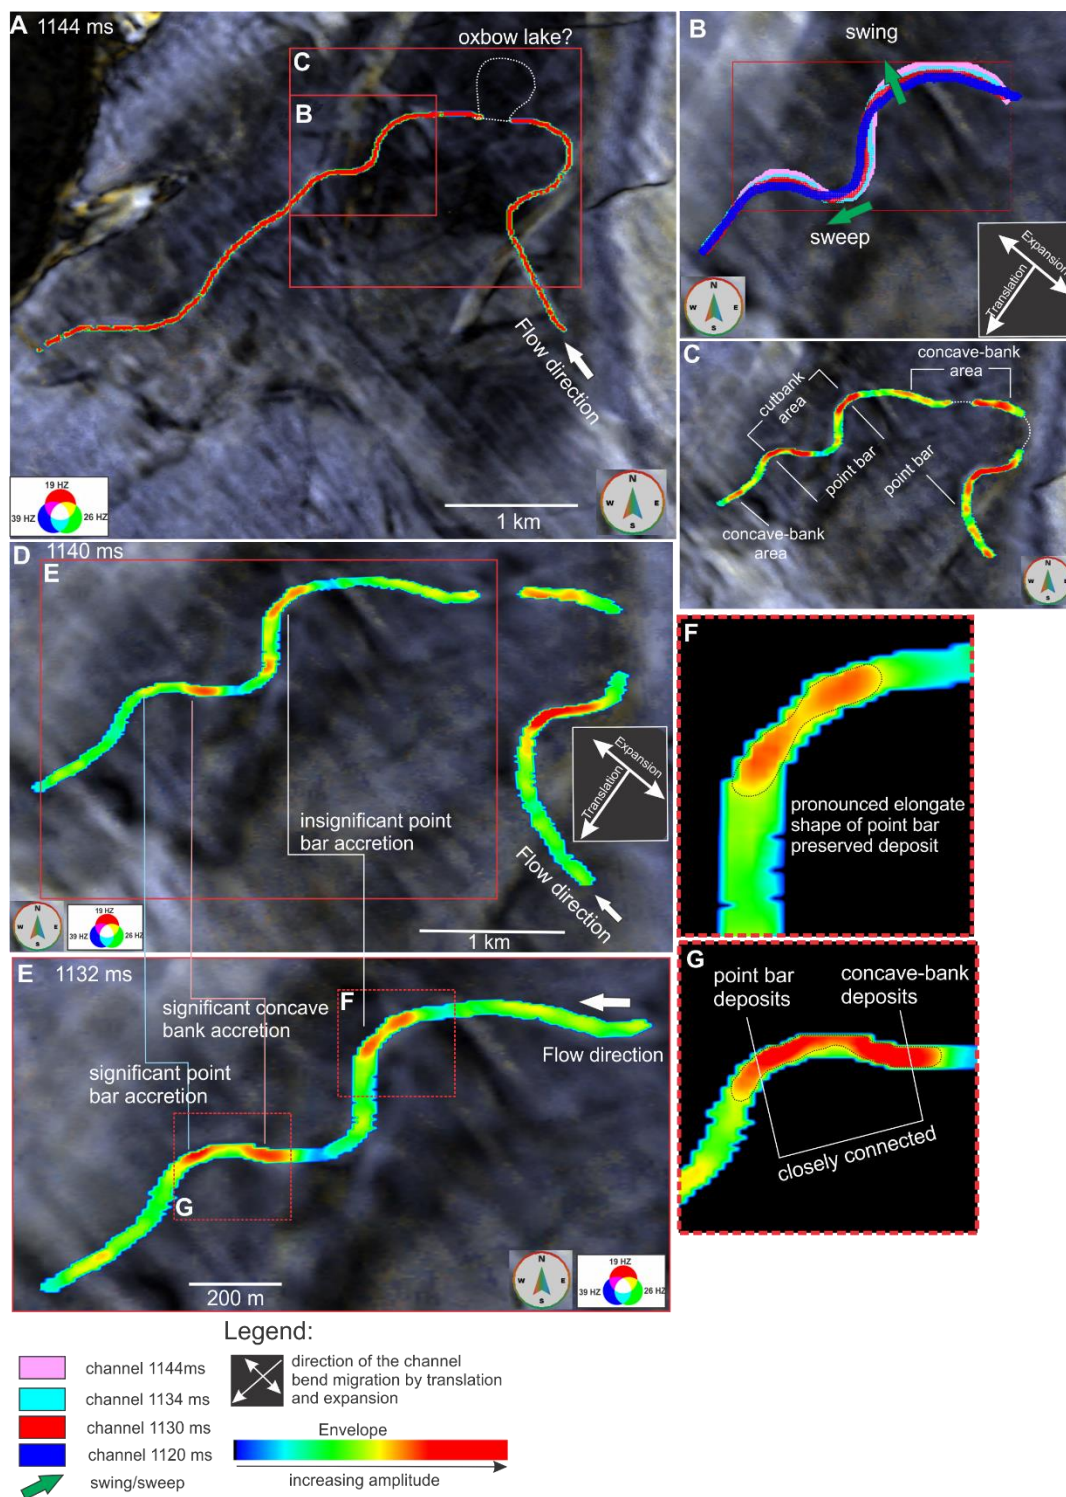 A 1144 ms
oxbow lake?
C
B
Flow direction
19 HZ
39 HZ
26 HZ
1 km
N
W
E
S
B
swing
sweep
Expansion
Translation
N
W
E
S
C
concave-bank
area
cutbank
area
point bar
point bar
concave-bank
area
N
W
E
S
D 1140 ms
E
insignificant point
bar accretion
Expansion
Translation
Flow direction
N
W
E
S
19 HZ
39 HZ
26 HZ
1 km
E 1132 ms
significant concave
bank accretion
significant point
bar accretion
F
Flow direction
G
200 m
N
W
E
S
19 HZ
39 HZ
26 HZ
F
pronounced elongate
shape of point bar
preserved deposit
G
point bar
deposits
concave-bank
deposits
closely connected
Legend:
channel 1144ms
channel 1134 ms
channel 1130 ms
channel 1120 ms
swing/sweep
direction of the channel
bend migration by translation
and expansion
Envelope
increasing amplitude